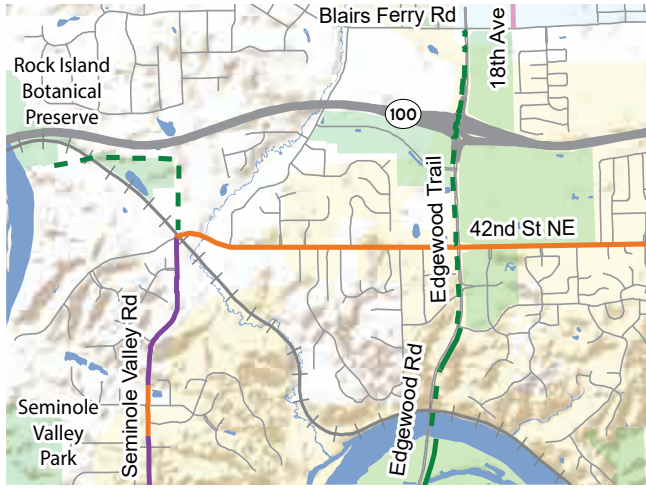 Blairs Ferry Rd
18th Ave
Rock Island
Botanical
Preserve
100
Edgewood Trail
42nd St NE
Seminole Valley Rd
Edgewood Rd
Seminole
Valley
Park